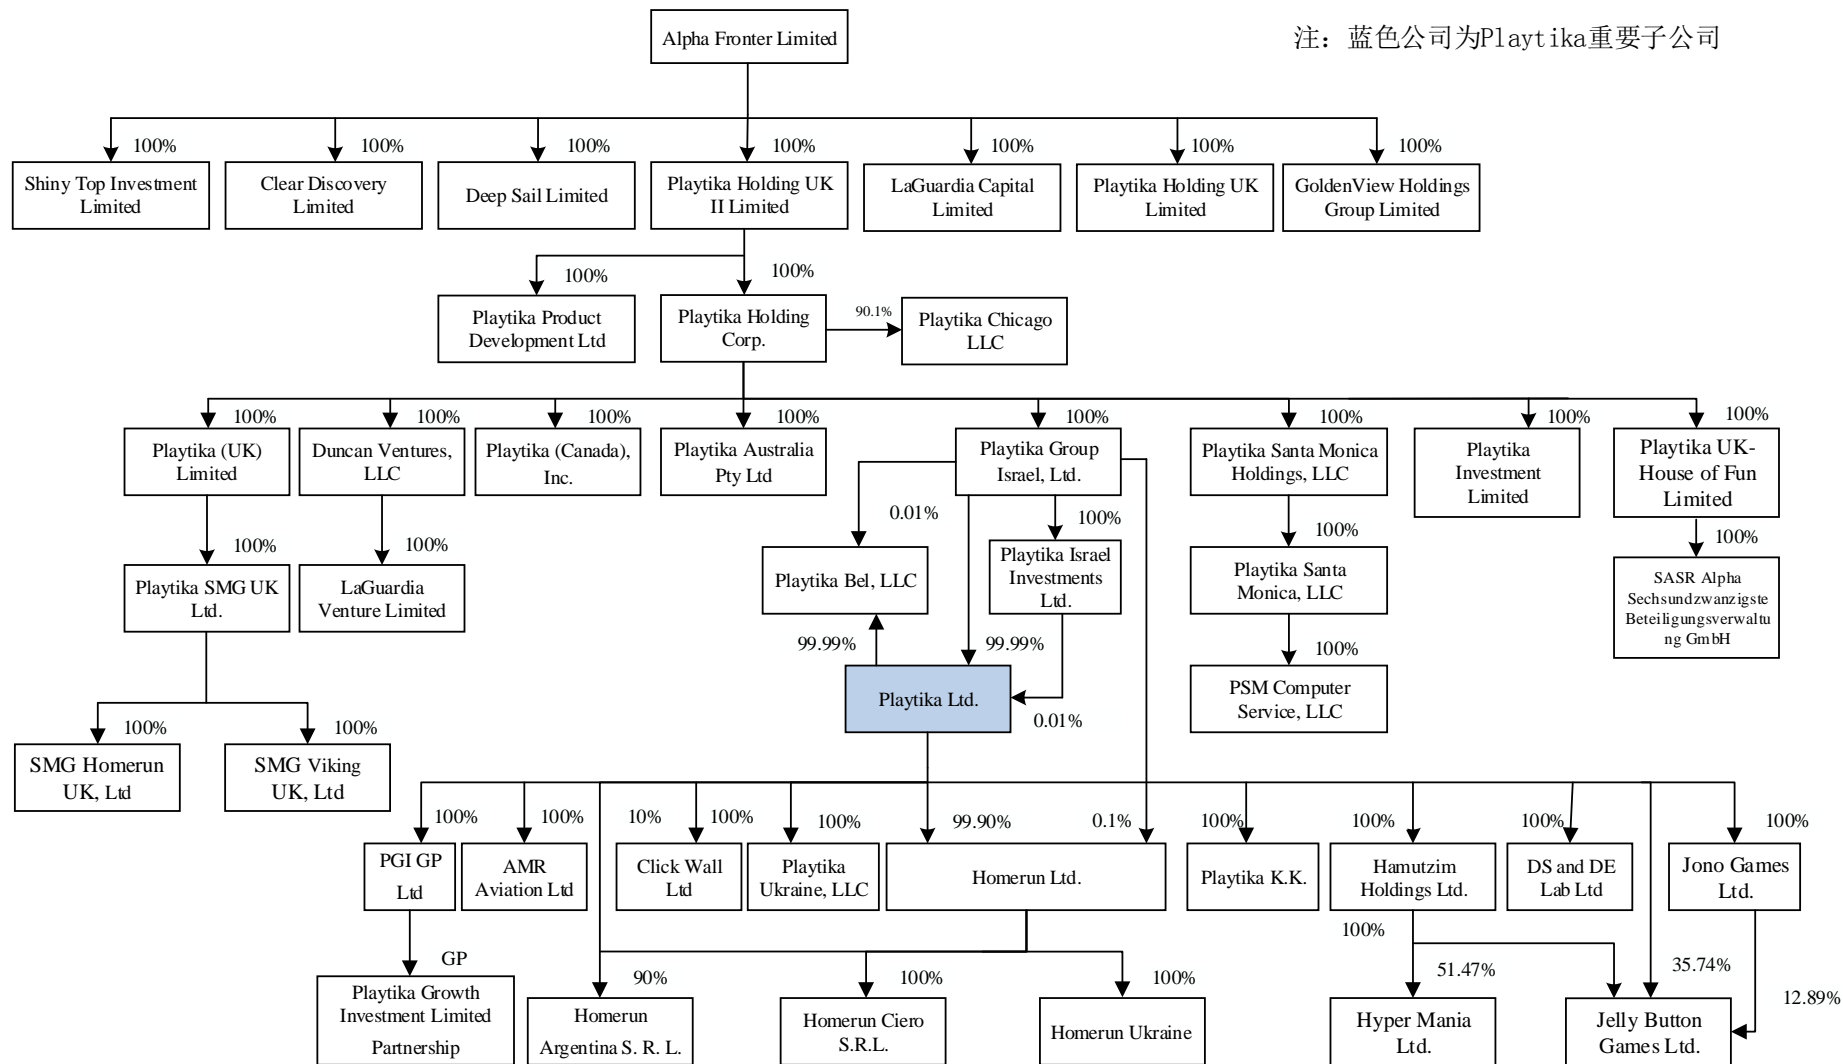 Alpha Fronter Limited
注：蓝色公司为Playtika重要子公司
100%
100%
100%
100%
100%
100%
100%
Shiny Top Investment
Limited
Clear Discovery
Limited
Deep Sail Limited
Playtika Holding UK
II Limited
LaGuardia Capital
Limited
Playtika Holding UK
Limited
GoldenView Holdings
Group Limited
100%
100%
Playtika Product
Development Ltd
Playtika Holding
Corp.
90.1%
Playtika Chicago
LLC
100%
100%
100%
100%
100%
100%
100%
100%
Playtika (UK)
Limited
Duncan Ventures,
LLC
Playtika (Canada),
Inc.
Playtika Australia
Pty Ltd
Playtika Group
Israel, Ltd.
Playtika Santa Monica
Holdings, LLC
Playtika
Investment
Limited
Playtika UK-
House of Fun
Limited
0.01%
100%
100%
100%
100%
100%
Playtika SMG UK
Ltd.
LaGuardia
Venture Limited
Playtika Bel, LLC
Playtika Israel
Investments
Ltd.
Playtika Santa
Monica, LLC
SASR Alpha
Sechsundzwanzigste
Beteiligungsverwaltu
ng GmbH
99.99%
99.99%
100%
Playtika Ltd.
0.01%
PSM Computer
Service, LLC
100%
100%
SMG Homerun
UK, Ltd
SMG Viking
UK, Ltd
100%
100%
10%
100%
100%
99.90%
0.1%
100%
100%
100%
100%
PGI GP
Ltd
AMR
Aviation Ltd
Click Wall
Ltd
Playtika
Ukraine, LLC
Homerun Ltd.
Playtika K.K.
Hamutzim
Holdings Ltd.
DS and DE
Lab Ltd
Jono Games
Ltd.
GP
90%
100%
100%
100%
51.47%
35.74%
12.89%
Playtika Growth
Investment Limited
Partnership
Homerun
Argentina S. R. L.
Homerun Ciero
S.R.L.
Homerun Ukraine
Hyper Mania
Ltd.
Jelly Button
Games Ltd.